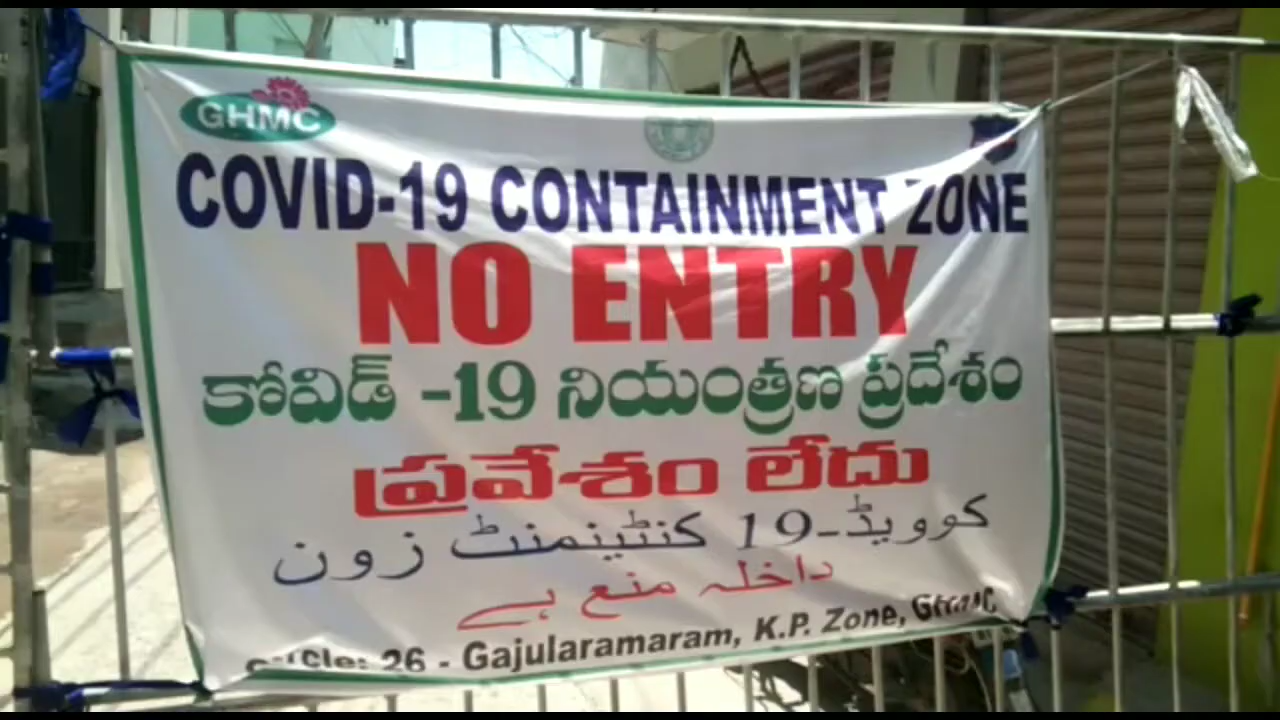 GHMC
COVID-19 CONTAINMENT ZONE
NO ENTRY
కోవిడ్ -19 నియంత్రణ ప్రదేశం
ప్రవేశం లేదు
کوویڈ-19 کنٹینمنٹ زون
داخلہ منع ہے
Circle: 26 - Gajularamaram, K.P. Zone, GHMC